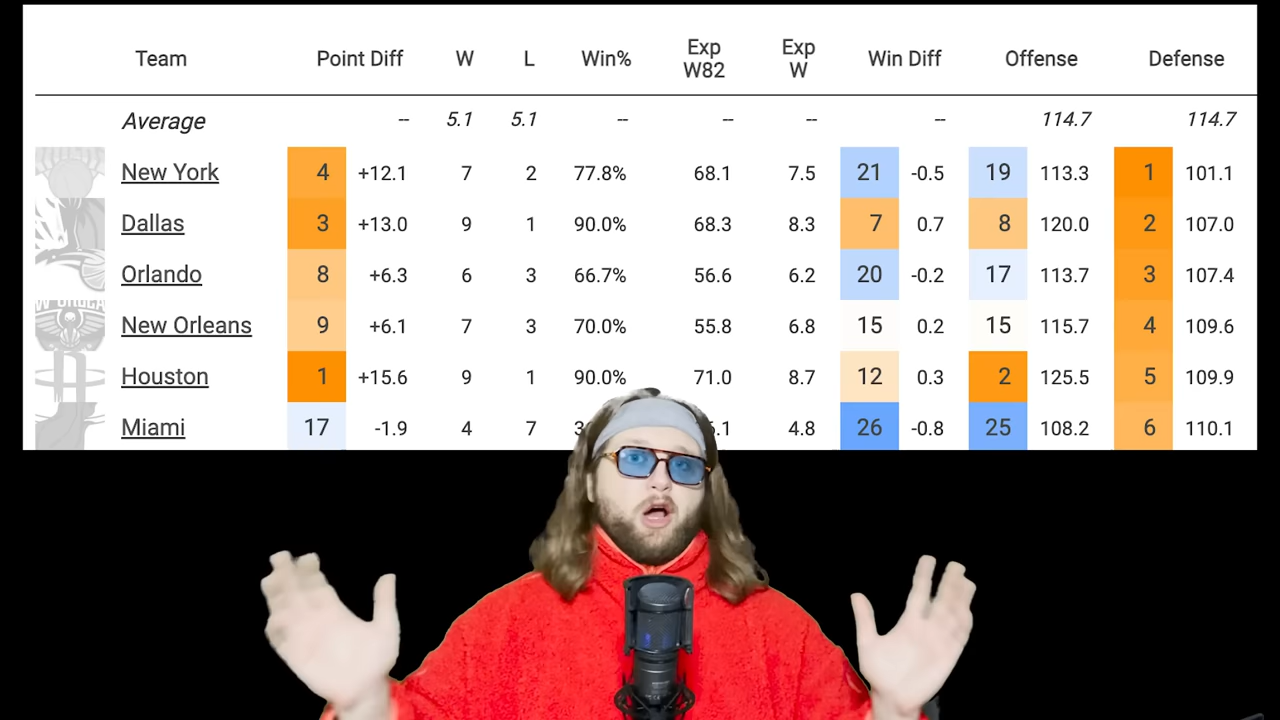 Team Point Diff W L Win% Exp W82 Exp W Win Diff Offense Defense
Average -- 5.1 5.1 -- -- -- -- 114.7 114.7
New York 4 +12.1 7 2 77.8% 68.1 7.5 21 -0.5 19 113.3 1 101.1
Dallas 3 +13.0 9 1 90.0% 68.3 8.3 7 0.7 8 120.0 2 107.0
Orlando 8 +6.3 6 3 66.7% 56.6 6.2 20 -0.2 17 113.7 3 107.4
New Orleans 9 +6.1 7 3 70.0% 55.8 6.8 15 0.2 15 115.7 4 109.6
Houston 1 +15.6 9 1 90.0% 71.0 8.7 12 0.3 2 125.5 5 109.9
Miami 17 -1.9 4 7 4.8 26 -0.8 25 108.2 6 110.1